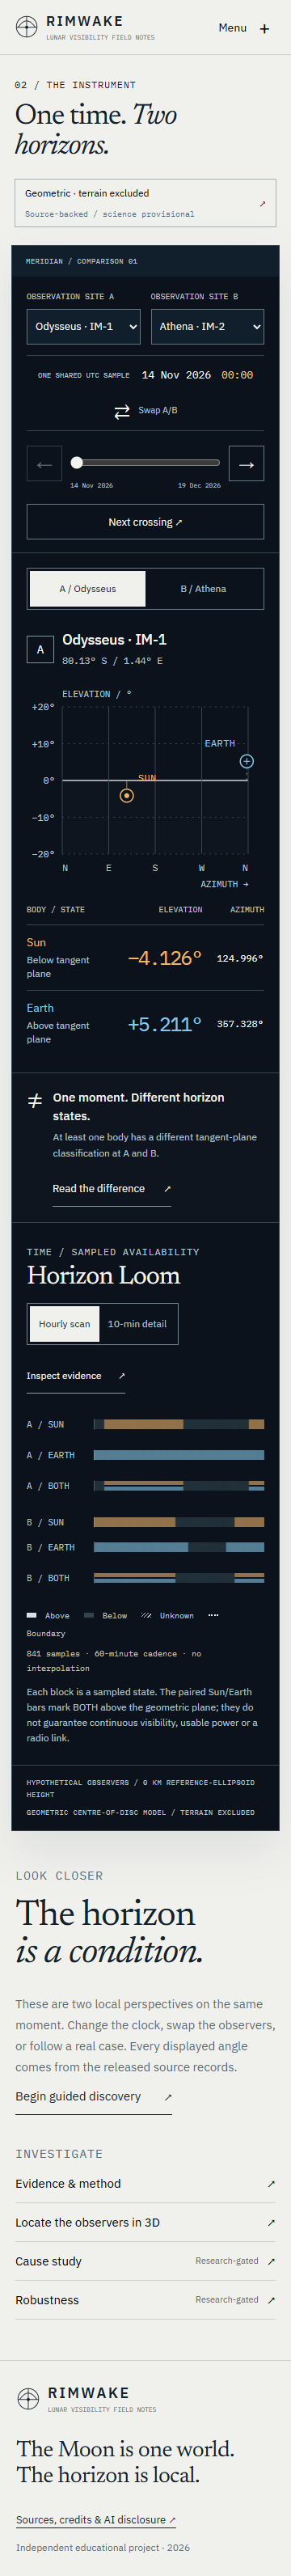 RIMWAKE
LUNAR VISIBILITY FIELD NOTES
Menu +
02 / THE INSTRUMENT
One time. Two
horizons.
Geometric · terrain excluded
↗
Source-backed / science provisional
MERIDIAN / COMPARISON 01
OBSERVATION SITE A
OBSERVATION SITE B
Odysseus · IM-1
Athena · IM-2
ONE SHARED UTC SAMPLE 14 Nov 2026 00:00
⇄ Swap A/B
← →
14 Nov 2026
19 Dec 2026
Next crossing ↗
A / Odysseus
B / Athena
A
Odysseus · IM-1
80.13° S / 1.44° E
ELEVATION / °
+20°
+10°
EARTH
0°
SUN
−10°
−20°
N E S W N
AZIMUTH →
BODY / STATE ELEVATION AZIMUTH
Sun
Below tangent
plane
−4.126° 124.996°
Earth
Above tangent
plane
+5.211° 357.328°
≠
One moment. Different horizon
states.
At least one body has a different tangent-plane
classification at A and B.
Read the difference ↗
TIME / SAMPLED AVAILABILITY
Horizon Loom
Hourly scan
10-min detail
Inspect evidence ↗
A / SUN
A / EARTH
A / BOTH
B / SUN
B / EARTH
B / BOTH
Above Below Unknown
Boundary
841 samples · 60-minute cadence · no
interpolation
Each block is a sampled state. The paired Sun/Earth
bars mark BOTH above the geometric plane; they do
not guarantee continuous visibility, usable power or a
radio link.
HYPOTHETICAL OBSERVERS / 0 KM REFERENCE-ELLIPSOID
HEIGHT
GEOMETRIC CENTRE-OF-DISC MODEL / TERRAIN EXCLUDED
LOOK CLOSER
The horizon
is a condition.
These are two local perspectives on the same
moment. Change the clock, swap the observers,
or follow a real case. Every displayed angle
comes from the released source records.
Begin guided discovery ↗
INVESTIGATE
Evidence & method ↗
Locate the observers in 3D ↗
Cause study Research-gated ↗
Robustness Research-gated ↗
RIMWAKE
LUNAR VISIBILITY FIELD NOTES
The Moon is one world.
The horizon is local.
Sources, credits & AI disclosure ↗
Independent educational project · 2026